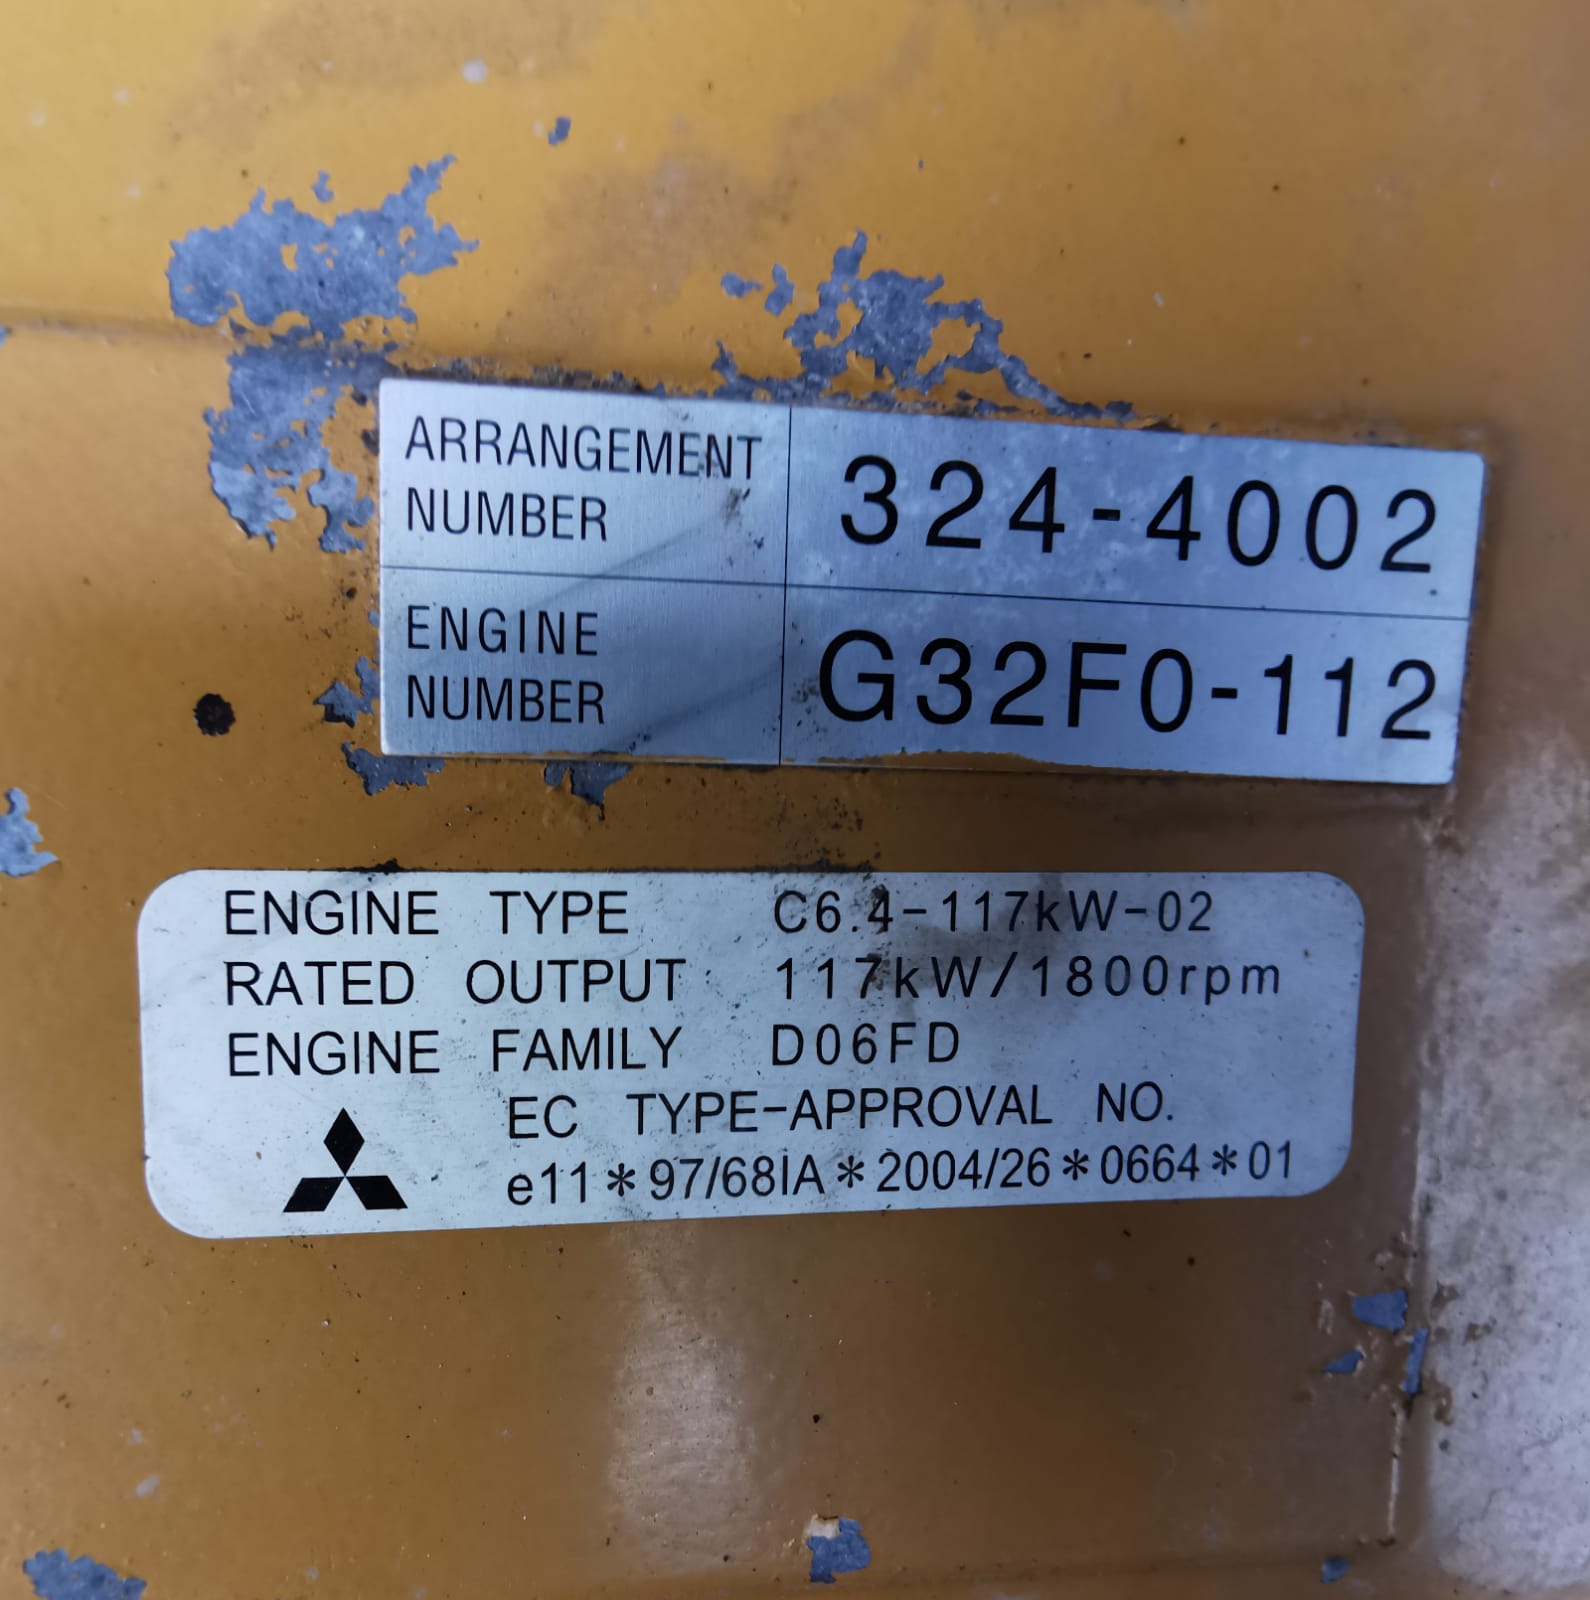 ARRANGEMENT
NUMBER
324-4002
ENGINE
NUMBER
G32F0-112
ENGINE TYPE C6.4-117kW-02
RATED OUTPUT 117kW/1800rpm
ENGINE FAMILY D06FD
EC TYPE-APPROVAL NO.
e11*97/68IA*2004/26*0664*01